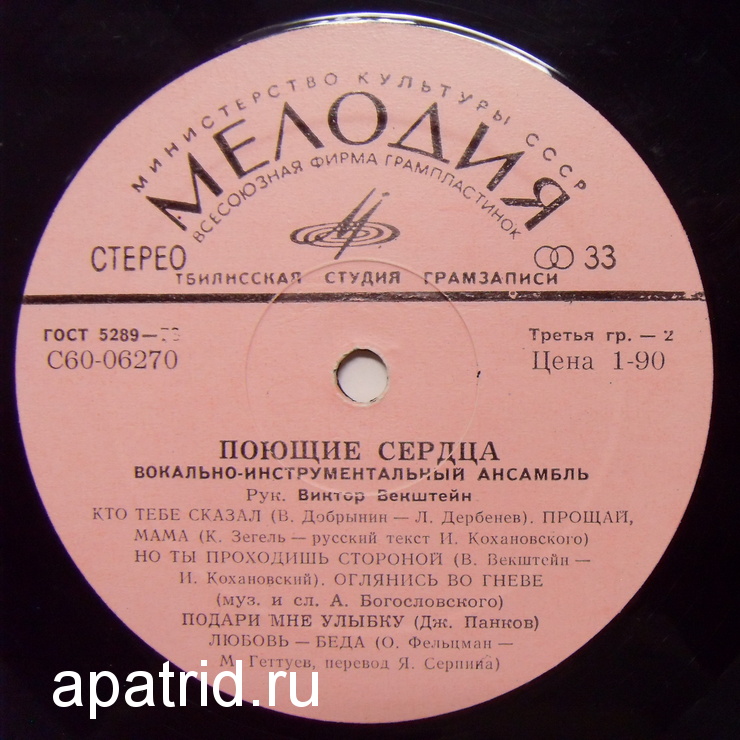 МИНИСТЕРСТВО КУЛЬТУРЫ СССР
МЕЛОДИЯ
ВСЕСОЮЗНАЯ ФИРМА ГРАМПЛАСТИНОК
СТЕРЕО 33
ТБИЛИССКАЯ СТУДИЯ ГРАМЗАПИСИ
ГОСТ 5289—73 Третья гр. — 2
С60-06270 Цена 1-90
ПОЮЩИЕ СЕРДЦА
ВОКАЛЬНО-ИНСТРУМЕНТАЛЬНЫЙ АНСАМБЛЬ
Рук. Виктор Векштейн
КТО ТЕБЕ СКАЗАЛ (В. Добрынин — Л. Дербенев). ПРОЩАЙ,
МАМА (К. Зегель — русский текст И. Кохановского)
НО ТЫ ПРОХОДИШЬ СТОРОНОЙ (В. Векштейн —
И. Кохановский). ОГЛЯНИСЬ ВО ГНЕВЕ
(муз. и сл. А. Богословского)
ПОДАРИ МНЕ УЛЫБКУ (Дж. Панков)
ЛЮБОВЬ — БЕДА (О. Фельцман —
М. Геттуев, перевод Я. Серпина)
apatrid.ru